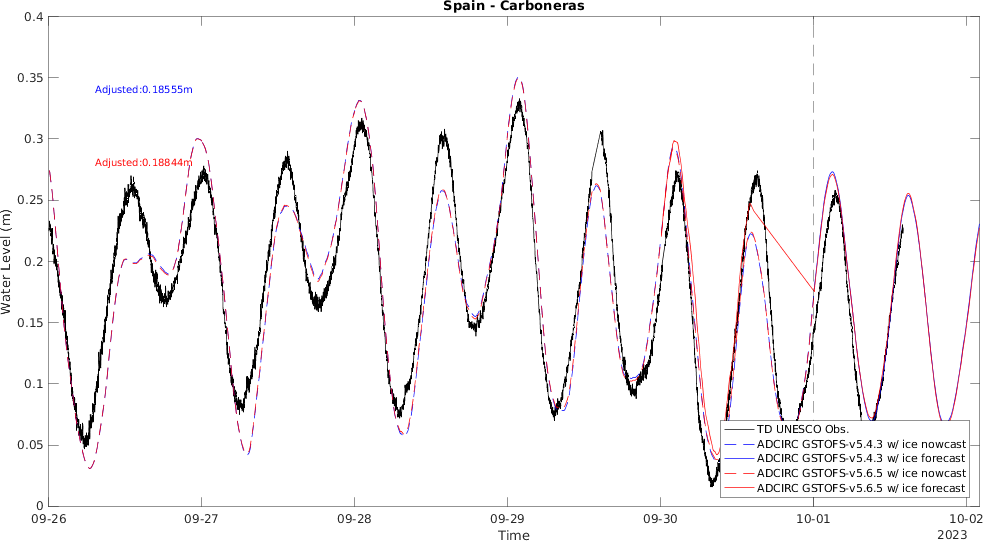 Spain - Carboneras
0.4
0.35
0.3
0.25
0.2
0.15
0.1
0.05
0
Water Level (m)
Adjusted:0.18555m
Adjusted:0.18844m
TD UNESCO Obs.
ADCIRC GSTOFS-v5.4.3 w/ ice nowcast
ADCIRC GSTOFS-v5.4.3 w/ ice forecast
ADCIRC GSTOFS-v5.6.5 w/ ice nowcast
ADCIRC GSTOFS-v5.6.5 w/ ice forecast
09-26 09-27 09-28 09-29 09-30 10-01 10-02
Time
2023